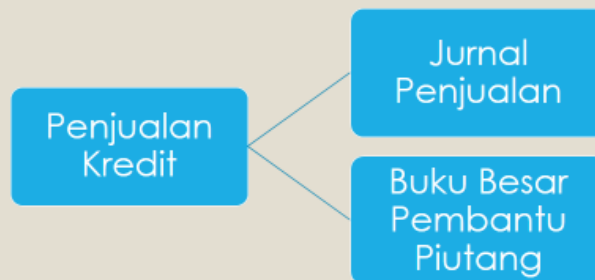 Penjualan
Kredit
Jurnal
Penjualan
Buku Besar
Pembantu
Piutang